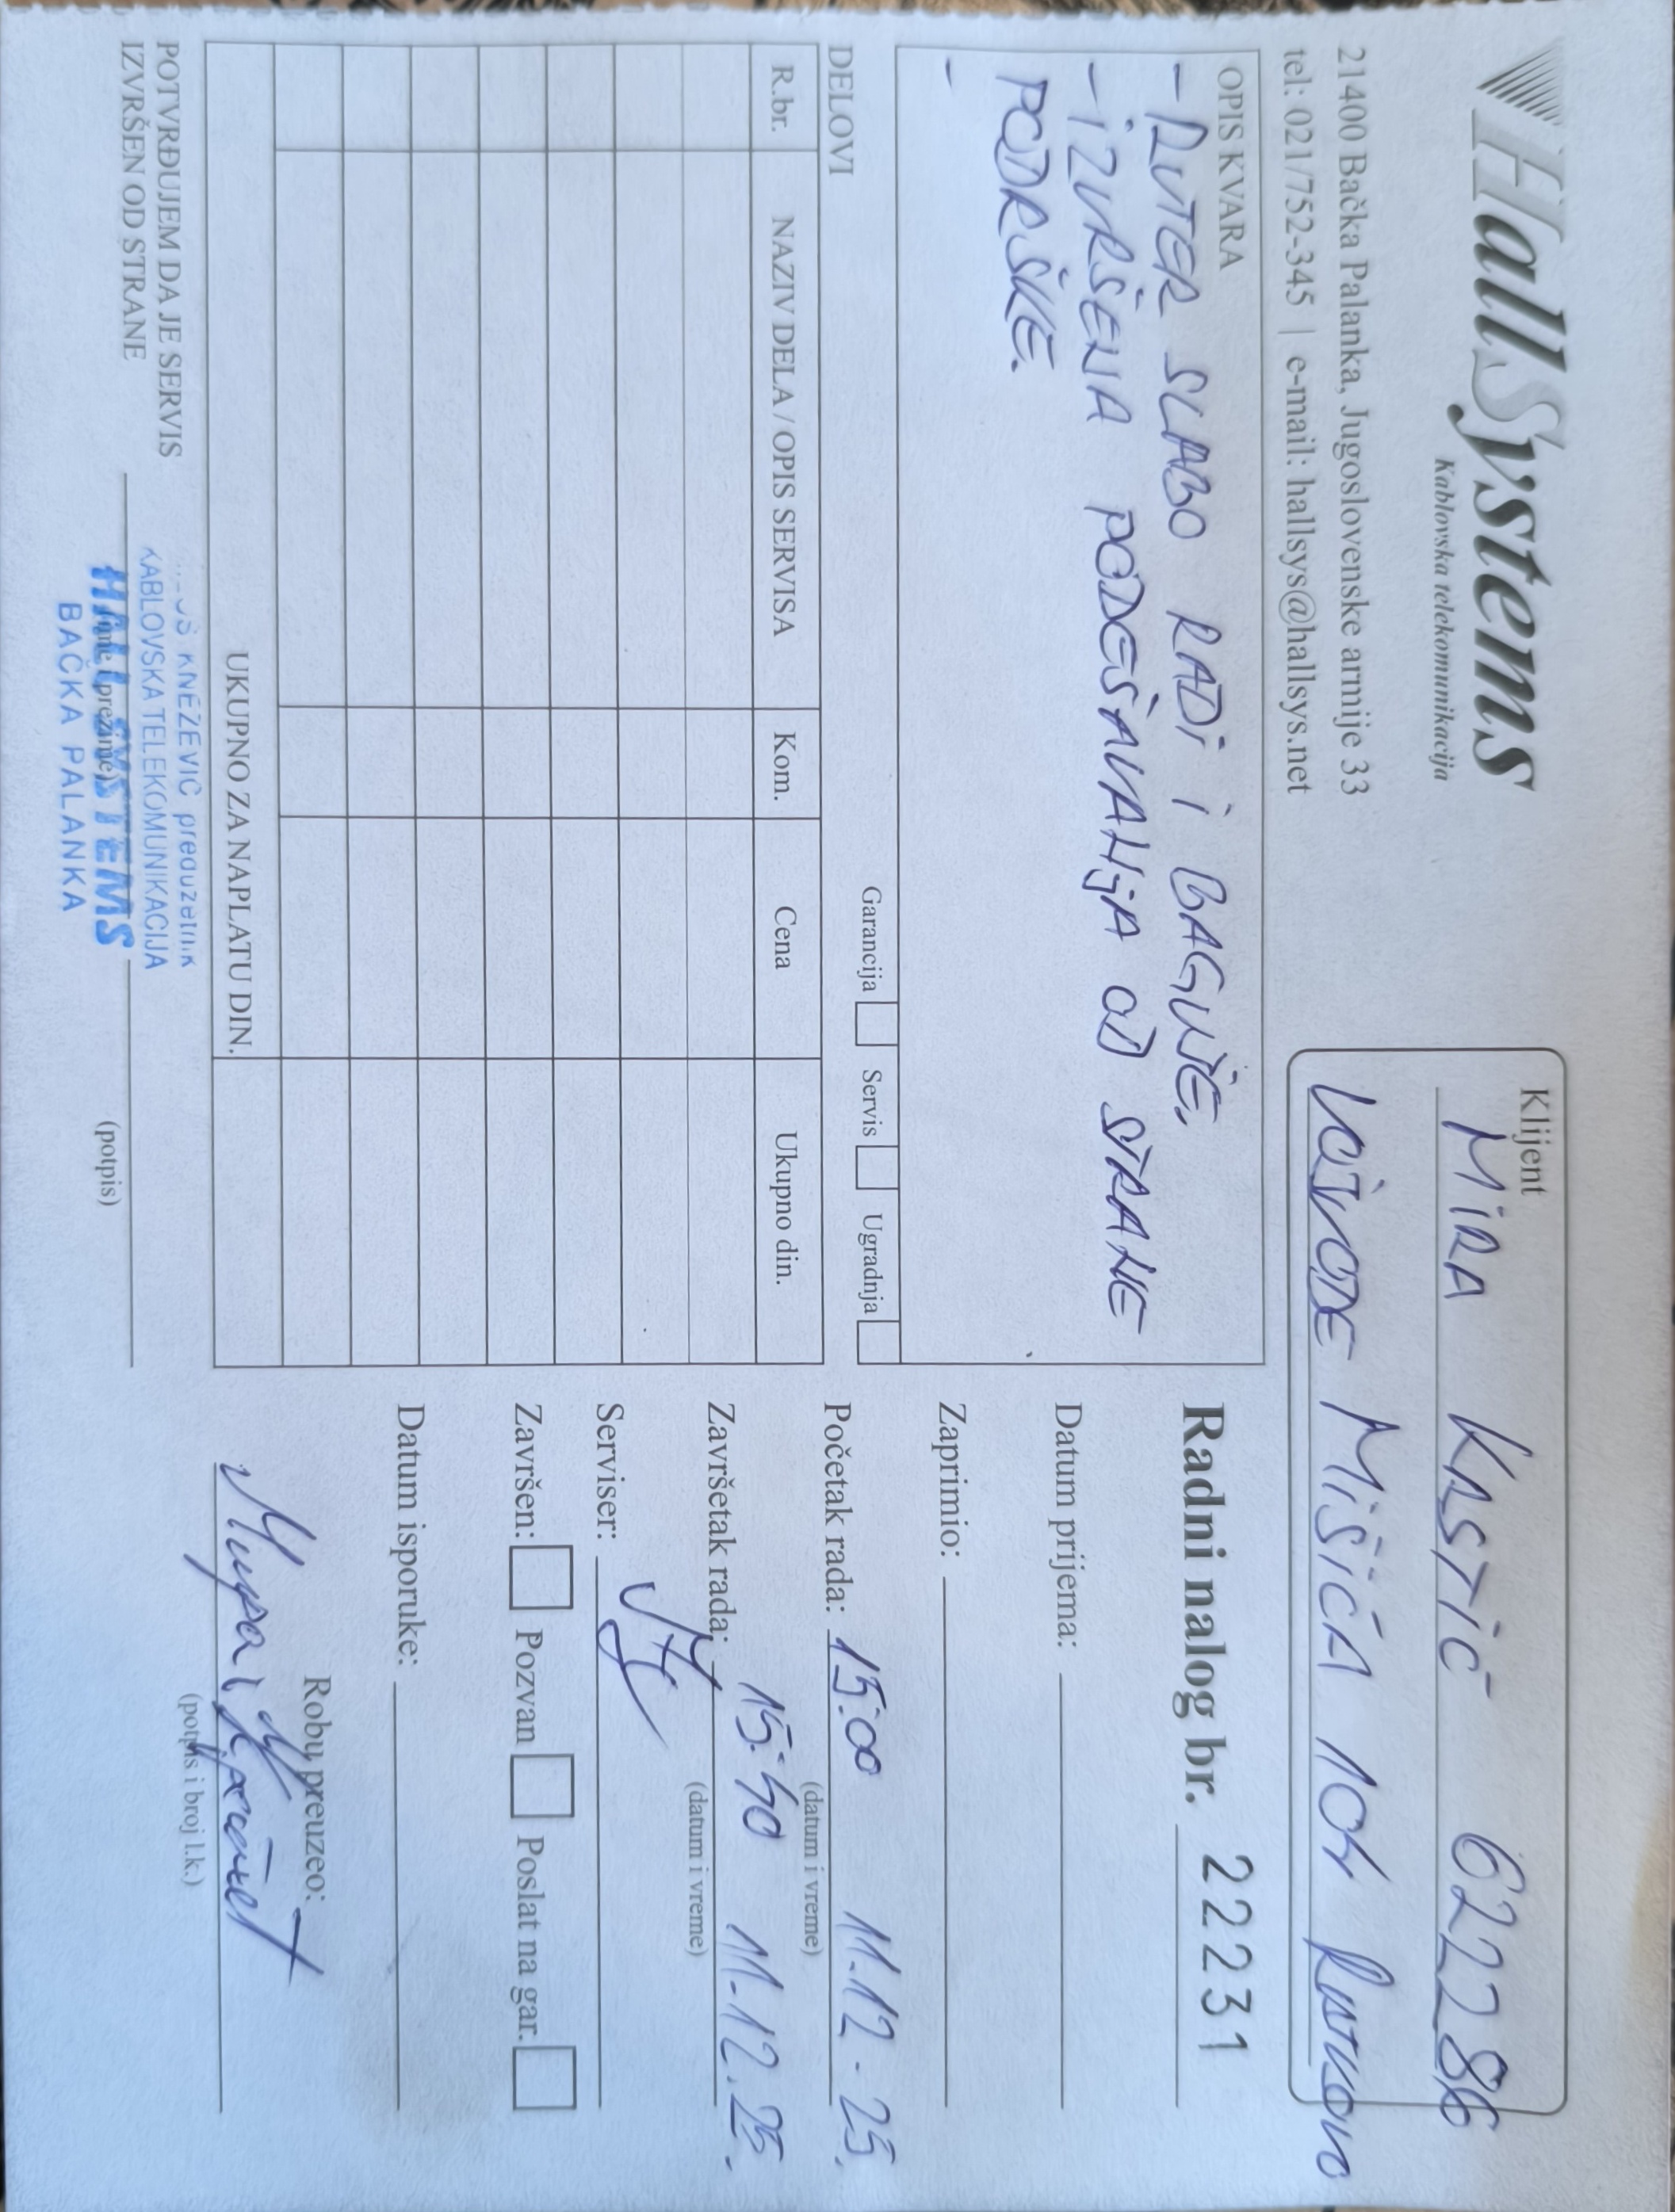 HallSystems
Kablovska telekomunikacija
21400 Bačka Palanka, Jugoslovenske armije 33
tel: 021/752-345 | e-mail: hallsys@hallsys.net
Klijent
MIRA KASTIĆ 622286
VOJVODE MIŠIĆA
OPIS KVARA
- RUTER SLABO RADI I BAGUJE.
- IZVRŠENA PODEŠAVANJA OD STRANE
PODRŠKE.
-
Garancija Servis Ugradnja
DELOVI
R.br. NAZIV DELA / OPIS SERVISA Kom. Cena Ukupno din.
UKUPNO ZA NAPLATU DIN.
Radni nalog br. 22231
Datum prijema:
Zaprimio:
Početak rada: 15:00 11.12.25.
(datum i vreme)
Završetak rada: 15:40 11.12.25.
(datum i vreme)
Serviser:
Završen: Pozvan Poslat na gar.
Datum isporuke:
Robu preuzeo:
(potpis i broj l.k.)
POTVRĐUJEM DA JE SERVIS
IZVRŠEN OD STRANE
(ime i prezime)
(potpis)
KNEŽEVIĆ preduzetnik
KABLOVSKA TELEKOMUNIKACIJA
HALL SYSTEMS
BAČKA PALANKA